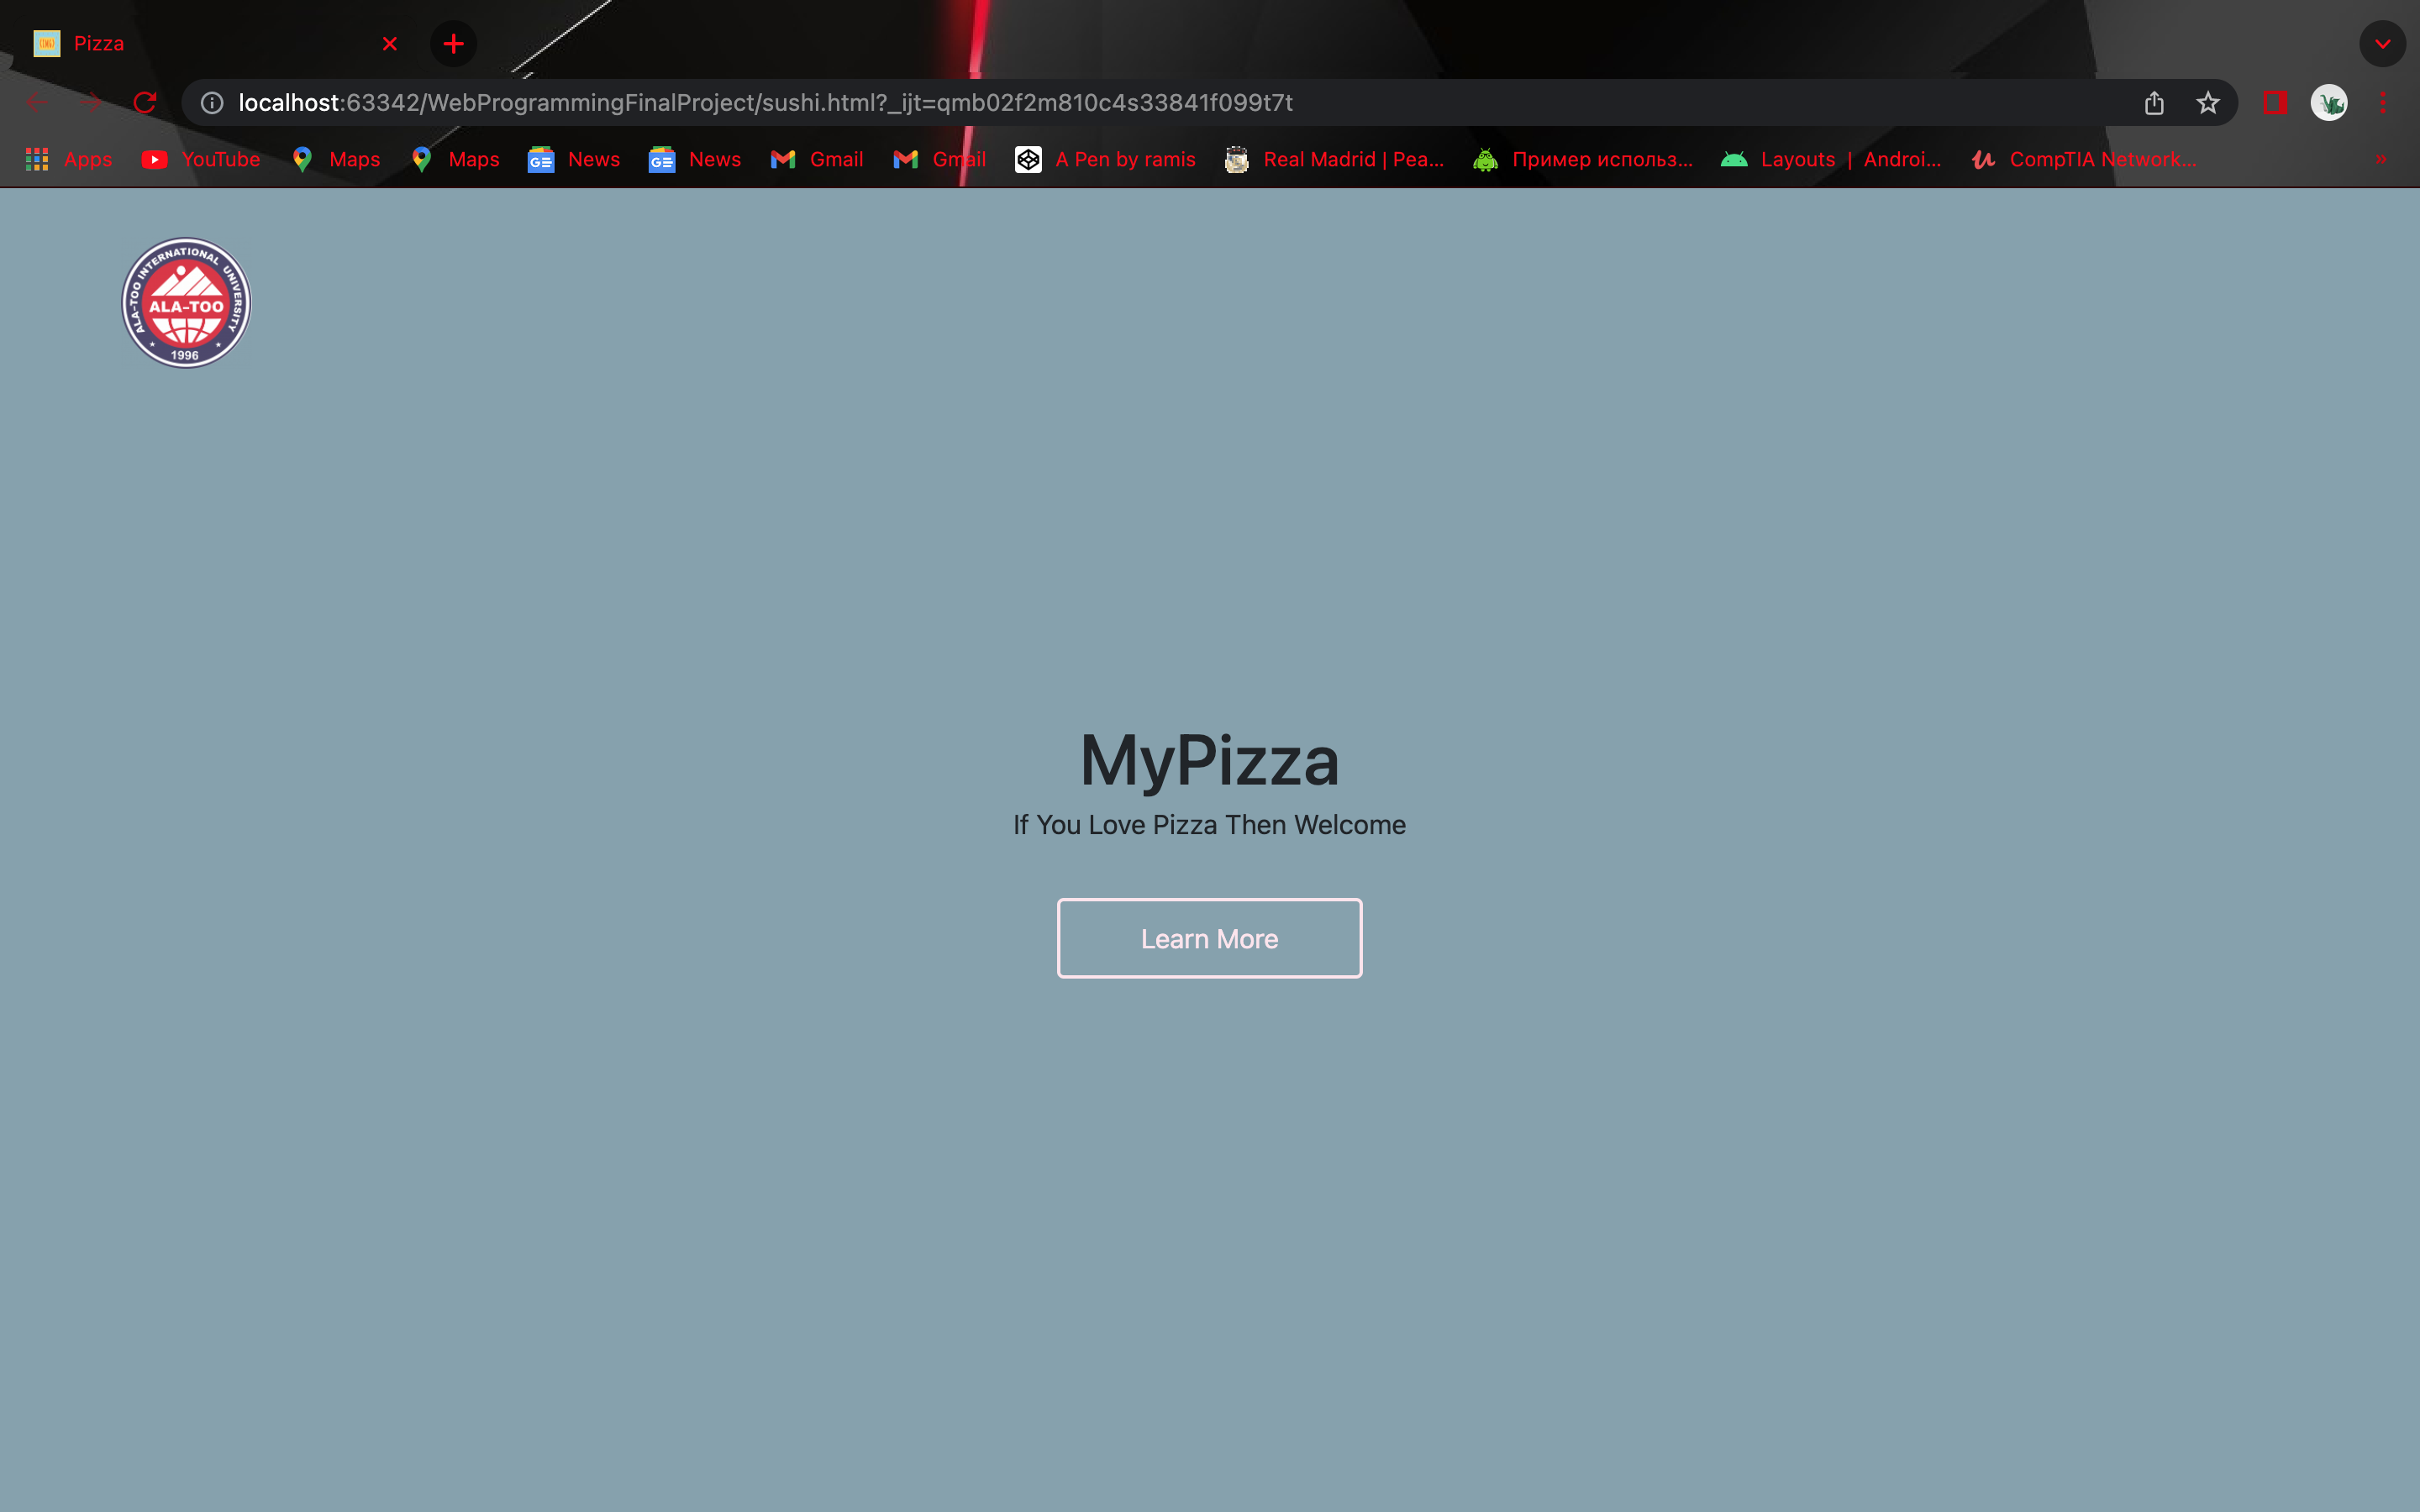 Pizza
localhost:63342/WebProgrammingFinalProject/sushi.html?_ijt=qmb02f2m810c4s33841f099t7t
Apps YouTube Maps Maps News News Gmail Gmail A Pen by ramis Real Madrid | Pea... Пример использ... Layouts | Androi... CompTIA Network...
ALA-TOO INTERNATIONAL UNIVERSITY
ALA-TOO
1996
MyPizza
If You Love Pizza Then Welcome
Learn More